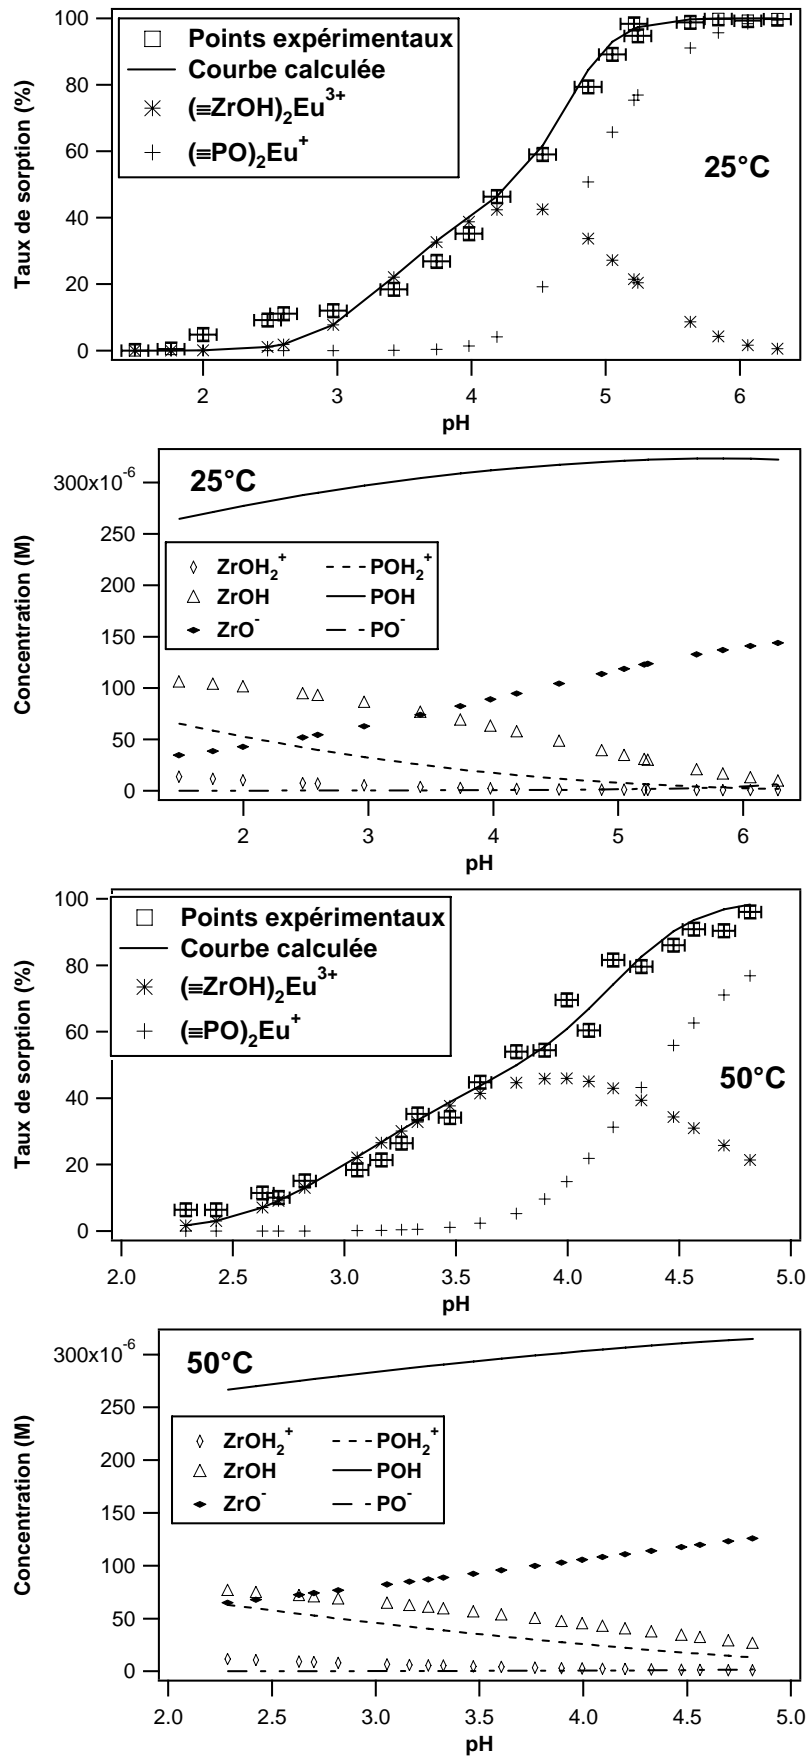 100
80
60
40
20
0
Taux de sorption (%)
Points expérimentaux
Courbe calculée
(≡ZrOH)₂Eu³⁺
(≡PO)₂Eu⁺
25°C
2 3 4 5 6
pH
300x10⁻⁶
250
200
150
100
50
0
Concentration (M)
25°C
ZrOH₂⁺ POH₂⁺
ZrOH POH
ZrO⁻ PO⁻
2 3 4 5 6
pH
100
80
60
40
20
0
Taux de sorption (%)
Points expérimentaux
Courbe calculée
(≡ZrOH)₂Eu³⁺
(≡PO)₂Eu⁺
50°C
2.0 2.5 3.0 3.5 4.0 4.5 5.0
pH
300x10⁻⁶
250
200
150
100
50
0
Concentration (M)
50°C
ZrOH₂⁺ POH₂⁺
ZrOH POH
ZrO⁻ PO⁻
2.0 2.5 3.0 3.5 4.0 4.5 5.0
pH